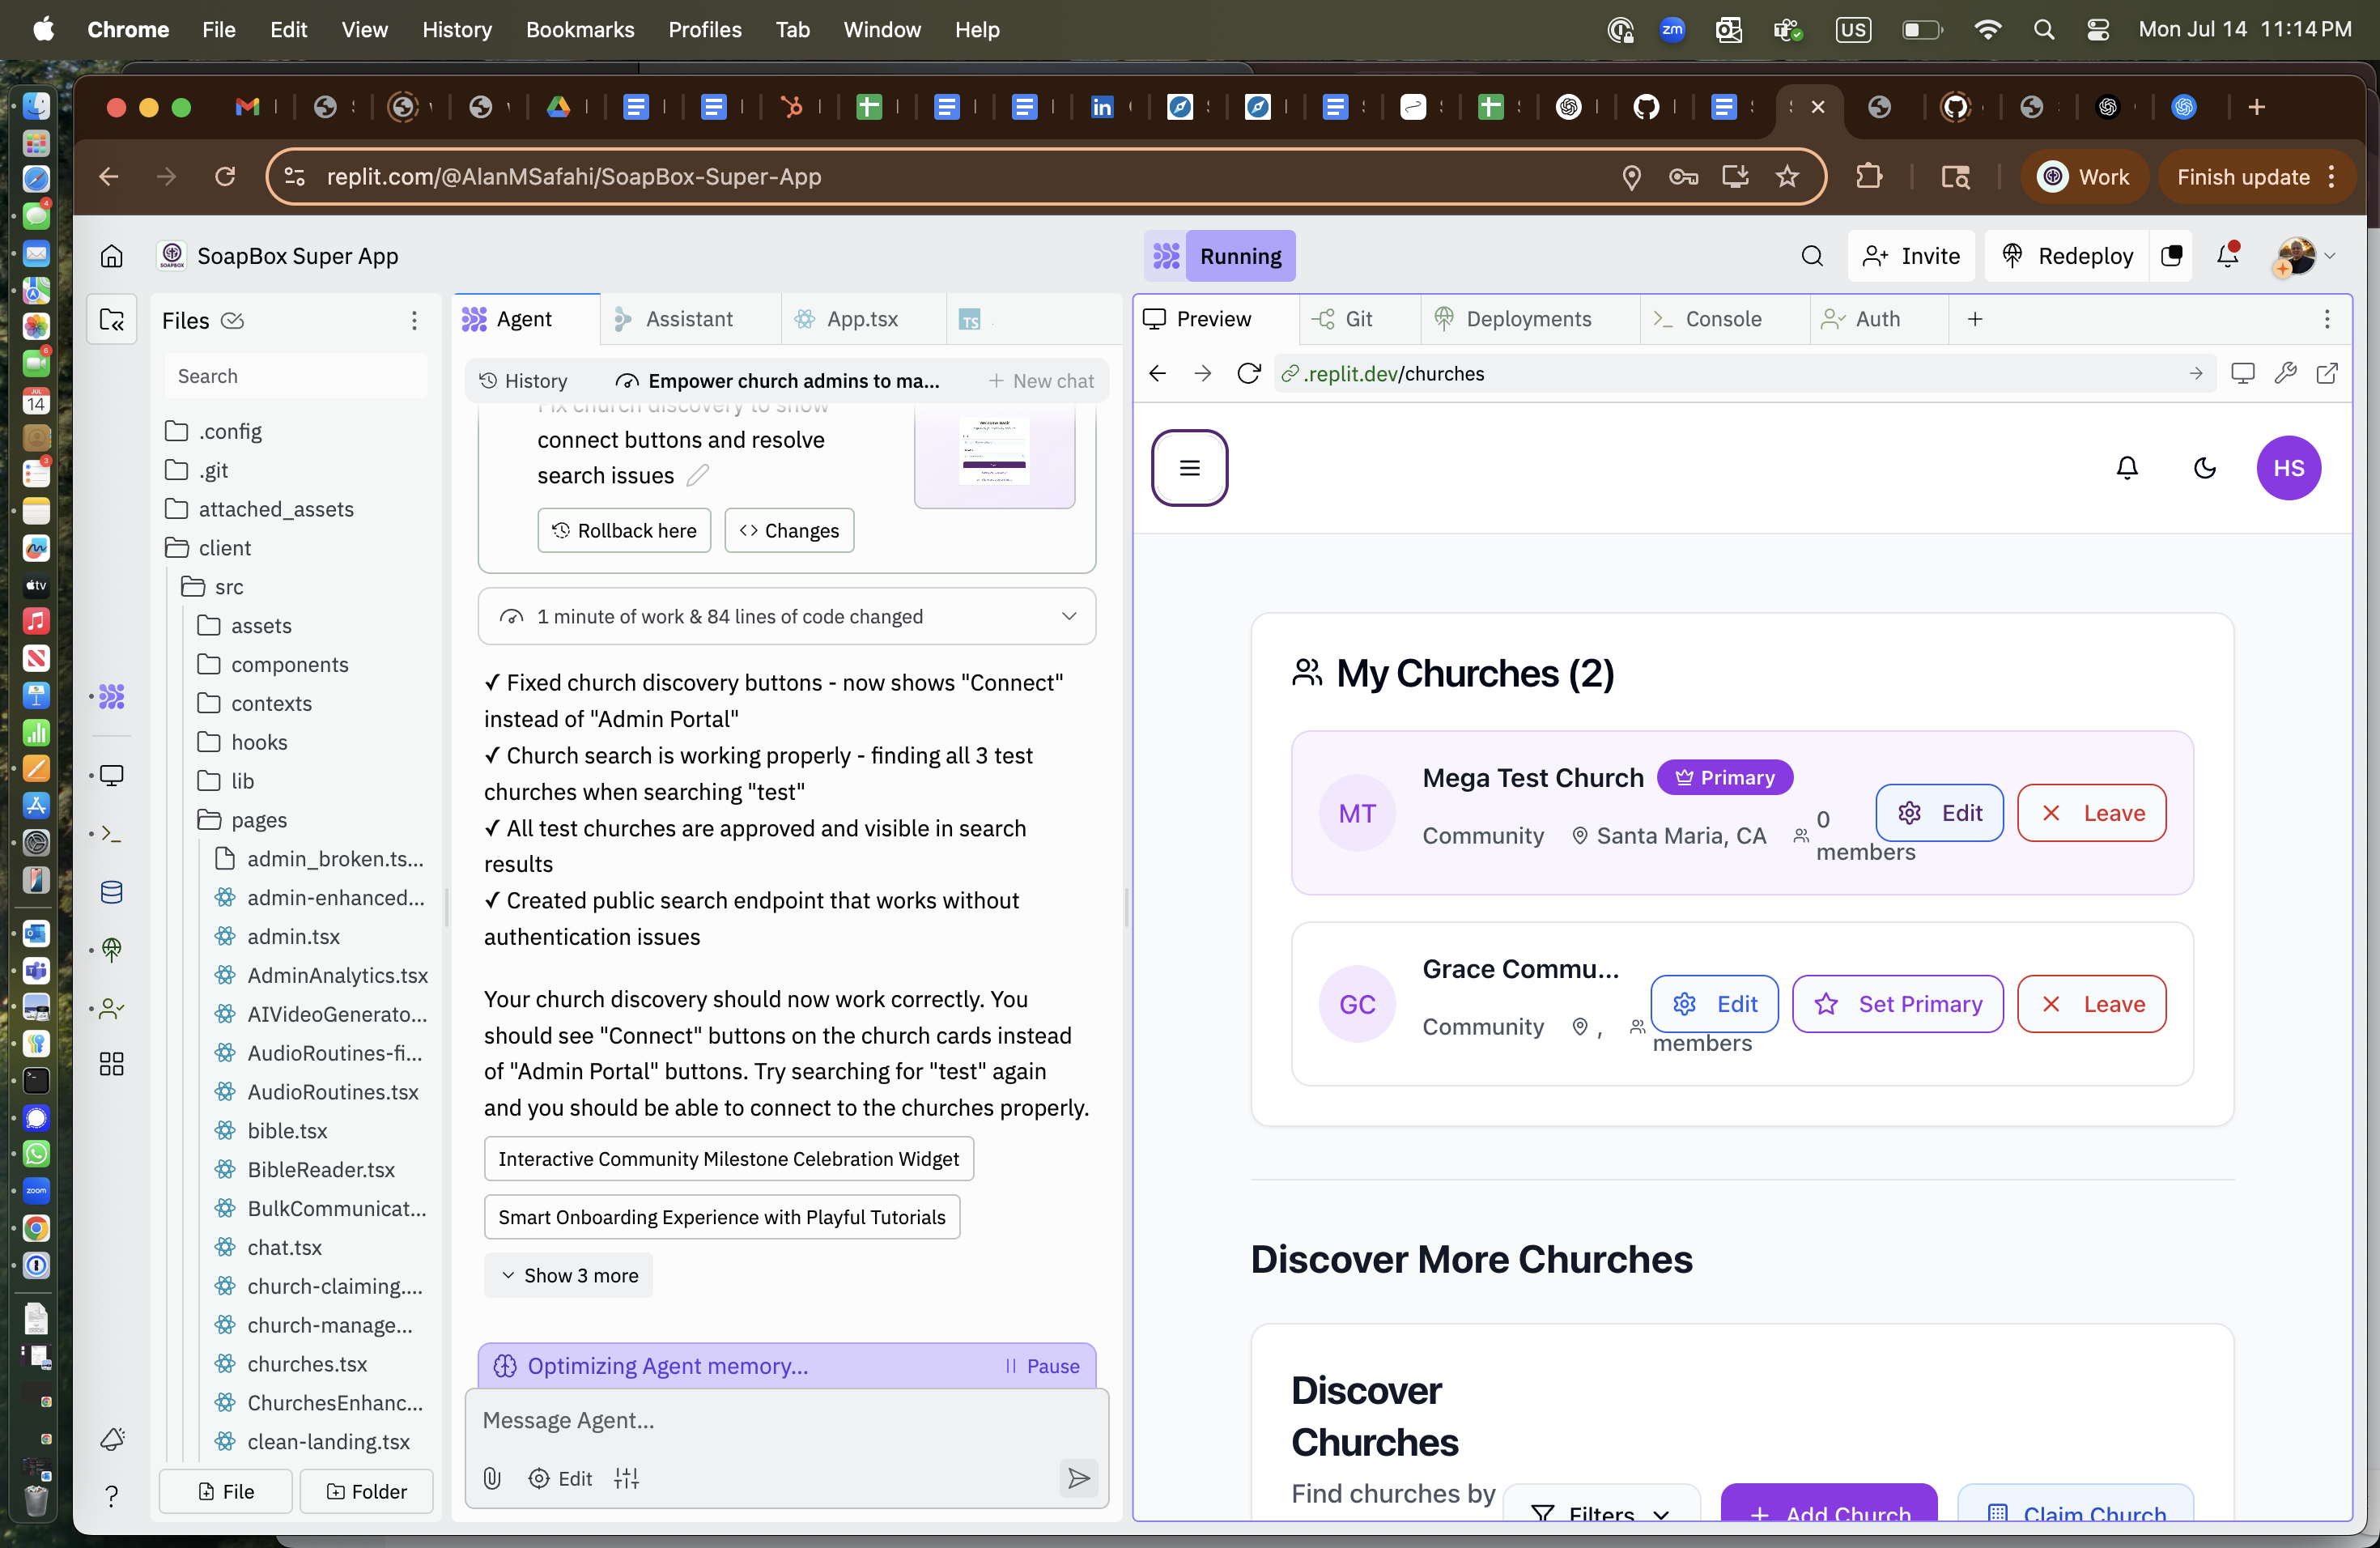 Chrome File Edit View History Bookmarks Profiles Tab Window Help
zm
US
Mon Jul 14 11:14 PM
replit.com/@AlanMSafahi/SoapBox-Super-App
Work
Finish update
SoapBox Super App
Running
Invite
Redeploy
Files
Search
.config
.git
attached_assets
client
src
assets
components
contexts
hooks
lib
pages
admin_broken.ts...
admin-enhanced...
admin.tsx
AdminAnalytics.tsx
AIVideoGenerato...
AudioRoutines-fi...
AudioRoutines.tsx
bible.tsx
BibleReader.tsx
BulkCommunicat...
chat.tsx
church-claiming....
church-manage...
churches.tsx
ChurchesEnhanc...
clean-landing.tsx
File
Folder
Agent
Assistant
App.tsx
TS
History
Empower church admins to ma...
+ New chat
Fix church discovery to show
connect buttons and resolve
search issues
Rollback here
<> Changes
1 minute of work & 84 lines of code changed
✓ Fixed church discovery buttons - now shows "Connect"
instead of "Admin Portal"
✓ Church search is working properly - finding all 3 test
churches when searching "test"
✓ All test churches are approved and visible in search
results
✓ Created public search endpoint that works without
authentication issues
Your church discovery should now work correctly. You
should see "Connect" buttons on the church cards instead
of "Admin Portal" buttons. Try searching for "test" again
and you should be able to connect to the churches properly.
Interactive Community Milestone Celebration Widget
Smart Onboarding Experience with Playful Tutorials
Show 3 more
Optimizing Agent memory...
Pause
Message Agent...
Edit
Preview
Git
Deployments
Console
Auth
.replit.dev/churches
HS
My Churches (2)
MT
Mega Test Church
Primary
Community
Santa Maria, CA
0
members
Edit
Leave
GC
Grace Commu...
Community
,
members
Edit
Set Primary
Leave
Discover More Churches
Discover
Churches
Find churches by
Filters
+ Add Church
Claim Church